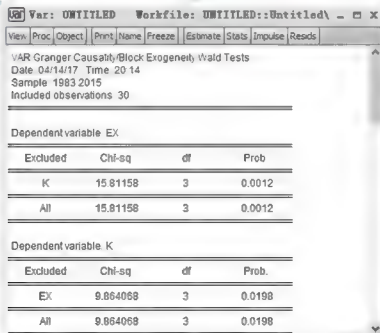 var Var: UNTITLED Workfile: UNTITLED::Untitled\
View Proc Object Print Name Freeze Estimate Stats Impulse Resids
VAR Granger Causality/Block Exogeneity Wald Tests
Date 04/14/17 Time 20 14
Sample 1983 2015
Included observations 30
Dependent variable EX
Excluded Chi-sq df Prob
K 15.81158 3 0.0012
All 15.81158 3 0.0012
Dependent variable K
Excluded Chi-sq df Prob.
EX 9.864068 3 0.0198
All 9.864068 3 0.0198